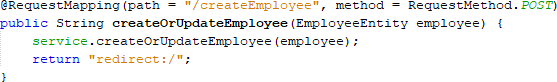 @RequestMapping(path = "/createEmployee", method = RequestMethod.POST)
public String createOrUpdateEmployee(EmployeeEntity employee) {
    service.createOrUpdateEmployee(employee);
    return "redirect:/";
}